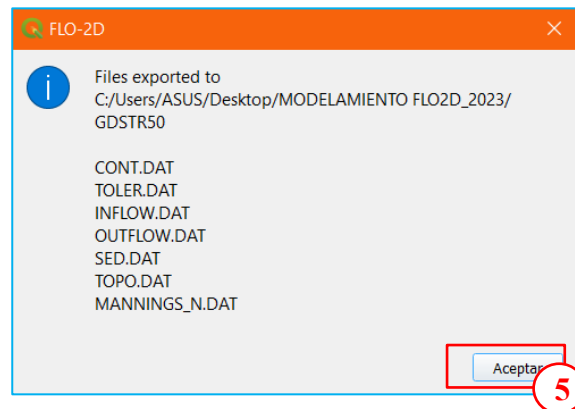 FLO-2D
Files exported to
C:/Users/ASUS/Desktop/MODELAMIENTO FLO2D_2023/
GDSTR50
CONT.DAT
TOLER.DAT
INFLOW.DAT
OUTFLOW.DAT
SED.DAT
TOPO.DAT
MANNINGS_N.DAT
Aceptar
5